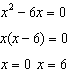 x² − 6x = 0
x(x − 6) = 0
x = 0 x = 6